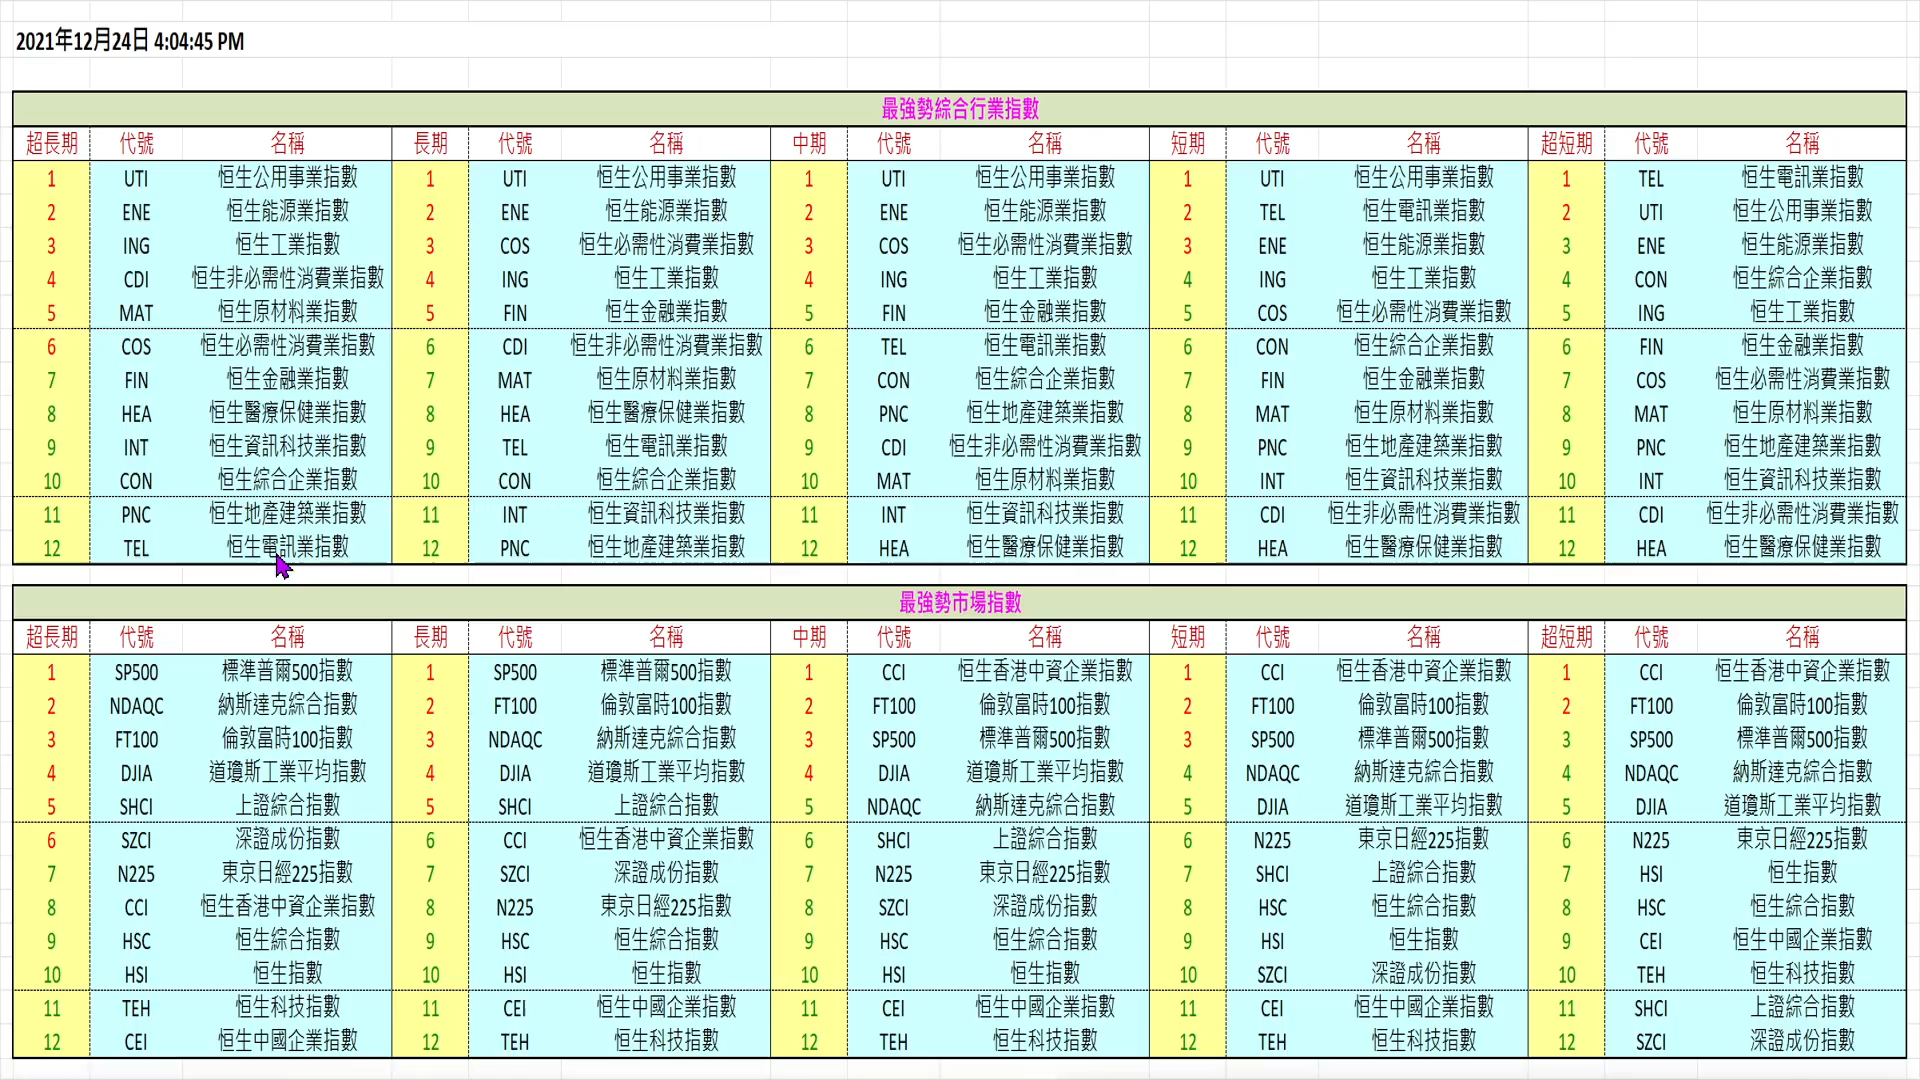 2021年12月24日 4:04:45 PM
最強勢綜合行業指數
超長期 代號 名稱 長期 代號 名稱 中期 代號 名稱 短期 代號 名稱 超短期 代號 名稱
1 UTI 恒生公用事業指數 1 UTI 恒生公用事業指數 1 UTI 恒生公用事業指數 1 UTI 恒生公用事業指數 1 TEL 恒生電訊業指數
2 ENE 恒生能源業指數 2 ENE 恒生能源業指數 2 ENE 恒生能源業指數 2 TEL 恒生電訊業指數 2 UTI 恒生公用事業指數
3 ING 恒生工業指數 3 COS 恒生必需性消費業指數 3 COS 恒生必需性消費業指數 3 ENE 恒生能源業指數 3 ENE 恒生能源業指數
4 CDI 恒生非必需性消費業指數 4 ING 恒生工業指數 4 ING 恒生工業指數 4 ING 恒生工業指數 4 CON 恒生綜合企業指數
5 MAT 恒生原材料業指數 5 FIN 恒生金融業指數 5 FIN 恒生金融業指數 5 COS 恒生必需性消費業指數 5 ING 恒生工業指數
6 COS 恒生必需性消費業指數 6 CDI 恒生非必需性消費業指數 6 TEL 恒生電訊業指數 6 CON 恒生綜合企業指數 6 FIN 恒生金融業指數
7 FIN 恒生金融業指數 7 MAT 恒生原材料業指數 7 CON 恒生綜合企業指數 7 FIN 恒生金融業指數 7 COS 恒生必需性消費業指數
8 HEA 恒生醫療保健業指數 8 HEA 恒生醫療保健業指數 8 PNC 恒生地產建築業指數 8 MAT 恒生原材料業指數 8 MAT 恒生原材料業指數
9 INT 恒生資訊科技業指數 9 TEL 恒生電訊業指數 9 CDI 恒生非必需性消費業指數 9 PNC 恒生地產建築業指數 9 PNC 恒生地產建築業指數
10 CON 恒生綜合企業指數 10 CON 恒生綜合企業指數 10 MAT 恒生原材料業指數 10 INT 恒生資訊科技業指數 10 INT 恒生資訊科技業指數
11 PNC 恒生地產建築業指數 11 INT 恒生資訊科技業指數 11 INT 恒生資訊科技業指數 11 CDI 恒生非必需性消費業指數 11 CDI 恒生非必需性消費業指數
12 TEL 恒生電訊業指數 12 PNC 恒生地產建築業指數 12 HEA 恒生醫療保健業指數 12 HEA 恒生醫療保健業指數 12 HEA 恒生醫療保健業指數
最強勢市場指數
超長期 代號 名稱 長期 代號 名稱 中期 代號 名稱 短期 代號 名稱 超短期 代號 名稱
1 SP500 標準普爾500指數 1 SP500 標準普爾500指數 1 CCI 恒生香港中資企業指數 1 CCI 恒生香港中資企業指數 1 CCI 恒生香港中資企業指數
2 NDAQC 納斯達克綜合指數 2 FT100 倫敦富時100指數 2 FT100 倫敦富時100指數 2 FT100 倫敦富時100指數 2 FT100 倫敦富時100指數
3 FT100 倫敦富時100指數 3 NDAQC 納斯達克綜合指數 3 SP500 標準普爾500指數 3 SP500 標準普爾500指數 3 SP500 標準普爾500指數
4 DJIA 道瓊斯工業平均指數 4 DJIA 道瓊斯工業平均指數 4 DJIA 道瓊斯工業平均指數 4 NDAQC 納斯達克綜合指數 4 NDAQC 納斯達克綜合指數
5 SHCI 上證綜合指數 5 SHCI 上證綜合指數 5 NDAQC 納斯達克綜合指數 5 DJIA 道瓊斯工業平均指數 5 DJIA 道瓊斯工業平均指數
6 SZCI 深證成份指數 6 CCI 恒生香港中資企業指數 6 SHCI 上證綜合指數 6 N225 東京日經225指數 6 N225 東京日經225指數
7 N225 東京日經225指數 7 SZCI 深證成份指數 7 N225 東京日經225指數 7 SHCI 上證綜合指數 7 HSI 恒生指數
8 CCI 恒生香港中資企業指數 8 N225 東京日經225指數 8 SZCI 深證成份指數 8 HSC 恒生綜合指數 8 HSC 恒生綜合指數
9 HSC 恒生綜合指數 9 HSC 恒生綜合指數 9 HSC 恒生綜合指數 9 HSI 恒生指數 9 CEI 恒生中國企業指數
10 HSI 恒生指數 10 HSI 恒生指數 10 HSI 恒生指數 10 SZCI 深證成份指數 10 TEH 恒生科技指數
11 TEH 恒生科技指數 11 CEI 恒生中國企業指數 11 CEI 恒生中國企業指數 11 CEI 恒生中國企業指數 11 SHCI 上證綜合指數
12 CEI 恒生中國企業指數 12 TEH 恒生科技指數 12 TEH 恒生科技指數 12 TEH 恒生科技指數 12 SZCI 深證成份指數